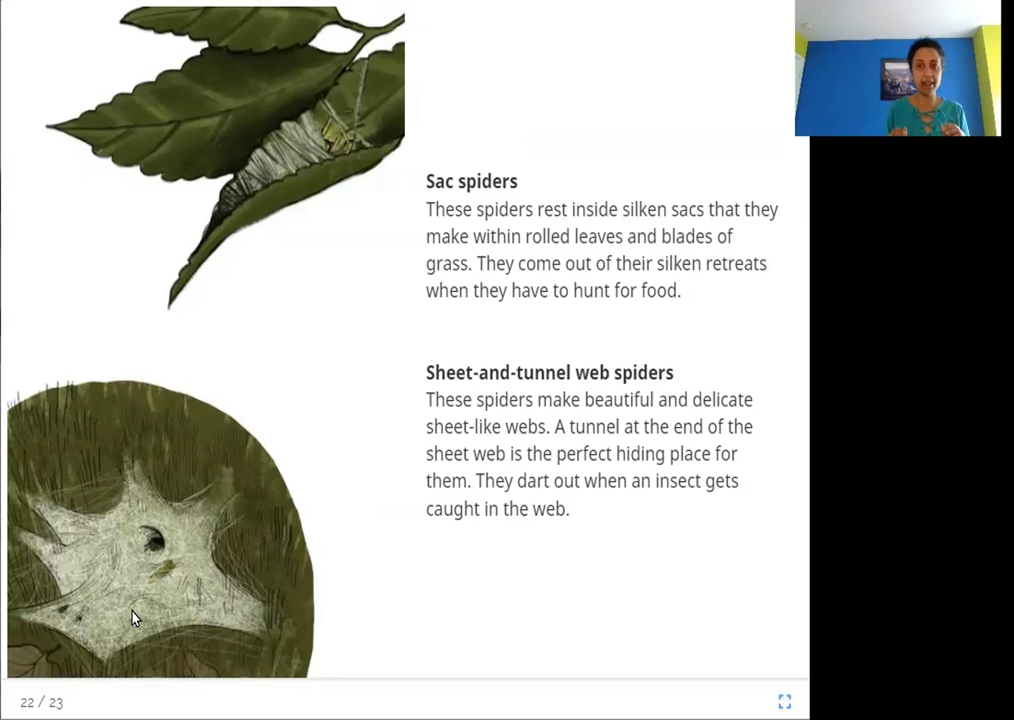 Sac spiders
These spiders rest inside silken sacs that they
make within rolled leaves and blades of
grass. They come out of their silken retreats
when they have to hunt for food.
Sheet-and-tunnel web spiders
These spiders make beautiful and delicate
sheet-like webs. A tunnel at the end of the
sheet web is the perfect hiding place for
them. They dart out when an insect gets
caught in the web.
22 / 23